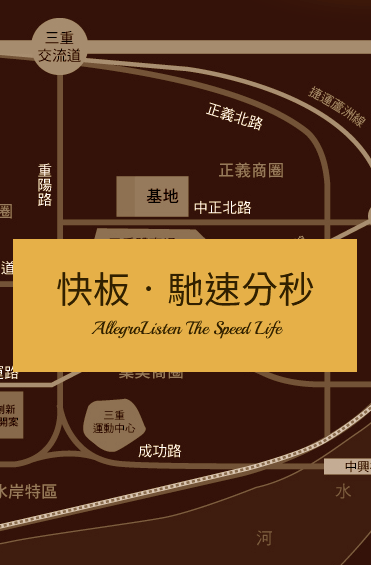 三重
交流道
捷運蘆洲線
正義北路
正義商圈
重陽路
基地
中正北路
圈
道
快板·馳速分秒
AllegroListen The Speed Life
路
集美商圈
創新
開案
三重
運動中心
成功路
中興
水岸特區
水
河